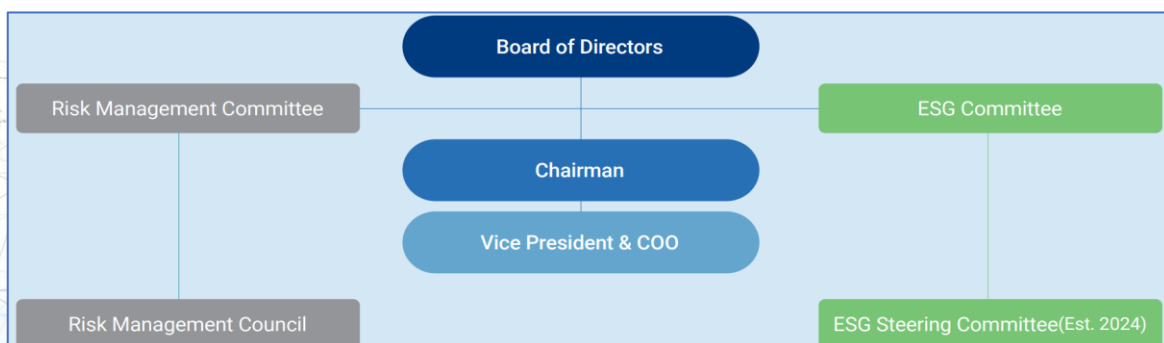 Board of Directors
Risk Management Committee
ESG Committee
Chairman
Vice President & COO
Risk Management Council
ESG Steering Committee(Est. 2024)